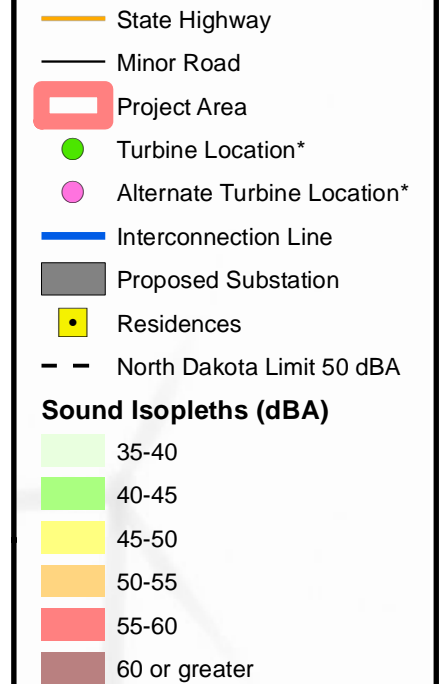 State Highway
Minor Road
Project Area
Turbine Location*
Alternate Turbine Location*
Interconnection Line
Proposed Substation
Residences
North Dakota Limit 50 dBA
Sound Isopleths (dBA)
35-40
40-45
45-50
50-55
55-60
60 or greater